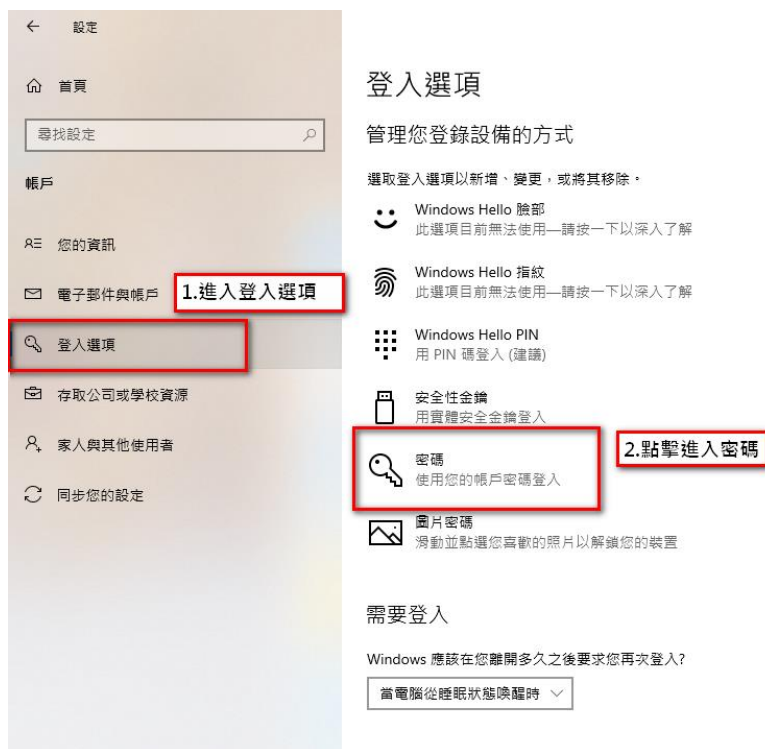 設定
首頁
尋找設定
帳戶
您的資訊
電子郵件與帳戶
1.進入登入選項
登入選項
存取公司或學校資源
家人與其他使用者
同步您的設定
登入選項
管理您登錄設備的方式
選取登入選項以新增、變更，或將其移除。
Windows Hello 臉部
此選項目前無法使用—請按一下以深入了解
Windows Hello 指紋
此選項目前無法使用—請按一下以深入了解
Windows Hello PIN
用 PIN 碼登入 (建議)
安全性金鑰
用實體安全金鑰登入
密碼
使用您的帳戶密碼登入
2.點擊進入密碼
圖片密碼
滑動並點選您喜歡的照片以解鎖您的裝置
需要登入
Windows 應該在您離開多久之後要求您再次登入?
當電腦從睡眠狀態喚醒時